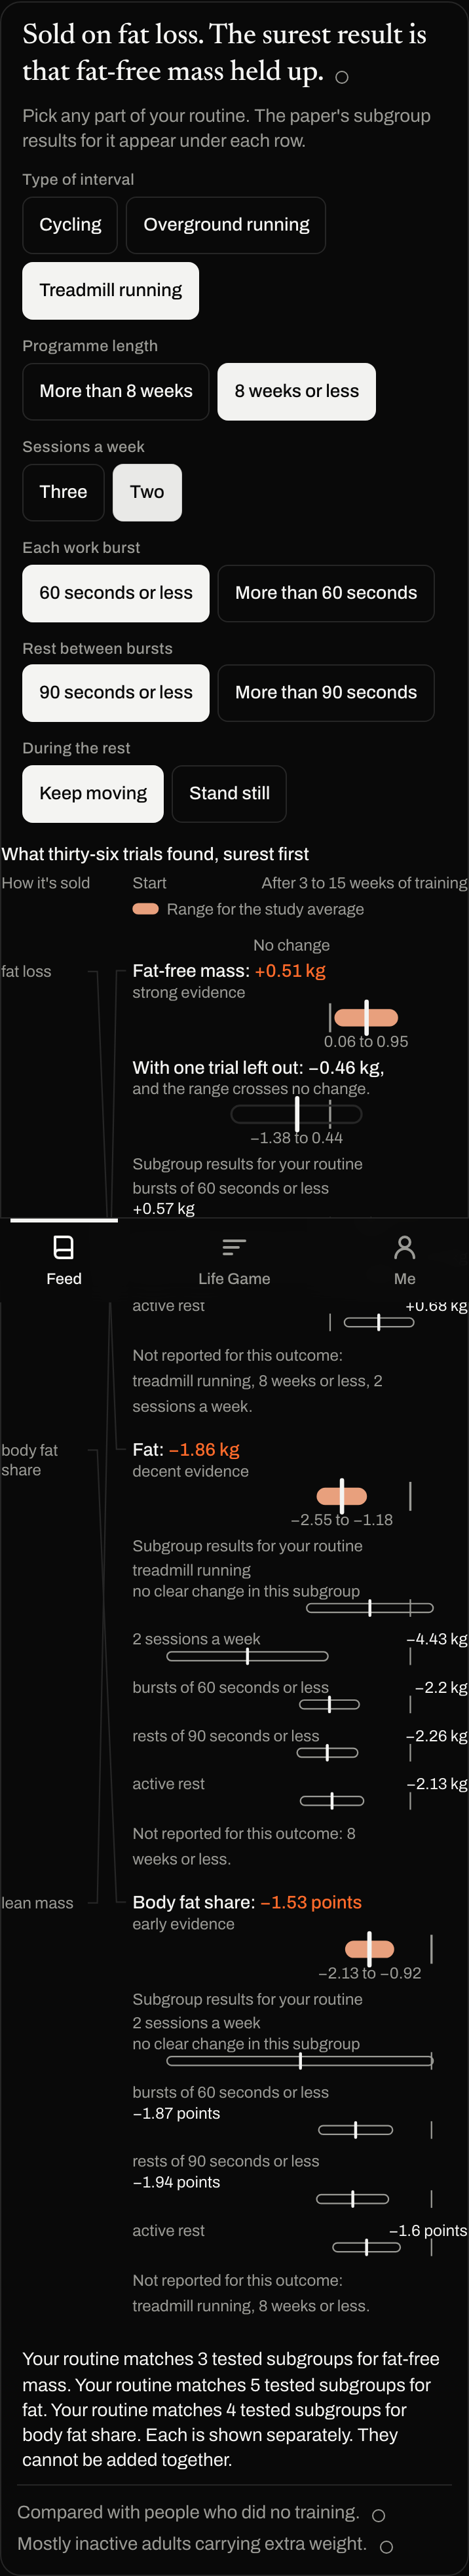 Sold on fat loss. The surest result is
that fat-free mass held up.
Pick any part of your routine. The paper's subgroup
results for it appear under each row.
Type of interval
Cycling
Overground running
Treadmill running
Programme length
More than 8 weeks
8 weeks or less
Sessions a week
Three
Two
Each work burst
60 seconds or less
More than 60 seconds
Rest between bursts
90 seconds or less
More than 90 seconds
During the rest
Keep moving
Stand still
What thirty-six trials found, surest first
How it's sold
Start
After 3 to 15 weeks of training
Range for the study average
No change
fat loss
Fat-free mass: +0.51 kg
strong evidence
0.06 to 0.95
With one trial left out: −0.46 kg,
and the range crosses no change.
−1.38 to 0.44
Subgroup results for your routine
bursts of 60 seconds or less
+0.57 kg
Feed
Life Game
Me
active rest
+0.68 kg
Not reported for this outcome:
treadmill running, 8 weeks or less, 2
sessions a week.
body fat
share
Fat: −1.86 kg
decent evidence
−2.55 to −1.18
Subgroup results for your routine
treadmill running
no clear change in this subgroup
2 sessions a week
−4.43 kg
bursts of 60 seconds or less
−2.2 kg
rests of 90 seconds or less
−2.26 kg
active rest
−2.13 kg
Not reported for this outcome: 8
weeks or less.
lean mass
Body fat share: −1.53 points
early evidence
−2.13 to −0.92
Subgroup results for your routine
2 sessions a week
no clear change in this subgroup
bursts of 60 seconds or less
−1.87 points
rests of 90 seconds or less
−1.94 points
active rest
−1.6 points
Not reported for this outcome:
treadmill running, 8 weeks or less.
Your routine matches 3 tested subgroups for fat-free
mass. Your routine matches 5 tested subgroups for
fat. Your routine matches 4 tested subgroups for
body fat share. Each is shown separately. They
cannot be added together.
Compared with people who did no training.
Mostly inactive adults carrying extra weight.